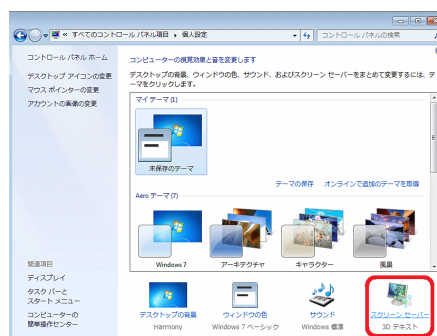 « すべてのコントロール パネル項目 ▸ 個人設定
コントロール パネルの検索
コントロール パネル ホーム
デスクトップ アイコンの変更
マウス ポインターの変更
アカウントの画像の変更
コンピューターの視覚効果と音を変更します
デスクトップの背景、ウィンドウの色、サウンド、およびスクリーン セーバーをまとめて変更するには、テ
ーマをクリックします。
マイ テーマ (1)
未保存のテーマ
テーマの保存
オンラインで追加のテーマを取得
Aero テーマ (7)
Windows 7
アーキテクチャ
キャラクター
風景
関連項目
ディスプレイ
タスク バーと
スタート メニュー
コンピューターの
簡単操作センター
デスクトップの背景
Harmony
ウィンドウの色
Windows 7 ベーシック
サウンド
Windows 標準
スクリーン セーバー
3D テキスト